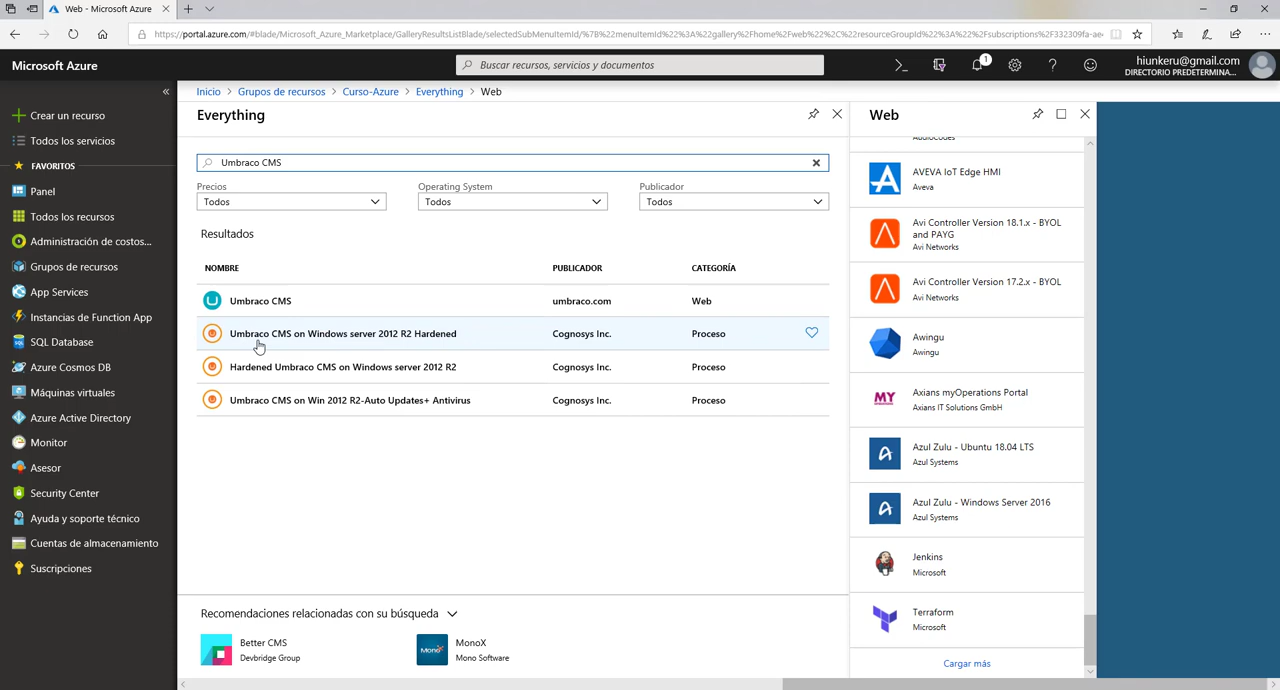 Web - Microsoft Azure
https://portal.azure.com/#blade/Microsoft_Azure_Marketplace/GalleryResultsListBlade/selectedSubMenuItemId/%7B%22menuItemId%22%3A%22gallery%2Fhome%2Fweb%22%2C%22resourceGroupId%22%3A%22%2Fsubscriptions%2F332309fa-ae
Microsoft Azure
Buscar recursos, servicios y documentos
1
hiunkeru@gmail.com
DIRECTORIO PREDETERMINA...
Crear un recurso
Todos los servicios
FAVORITOS
Panel
Todos los recursos
Administración de costos...
Grupos de recursos
App Services
Instancias de Function App
SQL Database
Azure Cosmos DB
Máquinas virtuales
Azure Active Directory
Monitor
Asesor
Security Center
Ayuda y soporte técnico
Cuentas de almacenamiento
Suscripciones
Inicio > Grupos de recursos > Curso-Azure > Everything > Web
Everything
Umbraco CMS
Precios Operating System Publicador
Todos Todos Todos
Resultados
NOMBRE PUBLICADOR CATEGORÍA
Umbraco CMS umbraco.com Web
Umbraco CMS on Windows server 2012 R2 Hardened Cognosys Inc. Proceso
Hardened Umbraco CMS on Windows server 2012 R2 Cognosys Inc. Proceso
Umbraco CMS on Win 2012 R2-Auto Updates+ Antivirus Cognosys Inc. Proceso
Recomendaciones relacionadas con su búsqueda
Better CMS
Devbridge Group
MonoX
Mono Software
Web
AudioCodes
AVEVA IoT Edge HMI
Aveva
Avi Controller Version 18.1.x - BYOL
and PAYG
Avi Networks
Avi Controller Version 17.2.x - BYOL
Avi Networks
Awingu
Awingu
MY
Axians myOperations Portal
Axians IT Solutions GmbH
Azul Zulu - Ubuntu 18.04 LTS
Azul Systems
Azul Zulu - Windows Server 2016
Azul Systems
Jenkins
Microsoft
Terraform
Microsoft
Cargar más